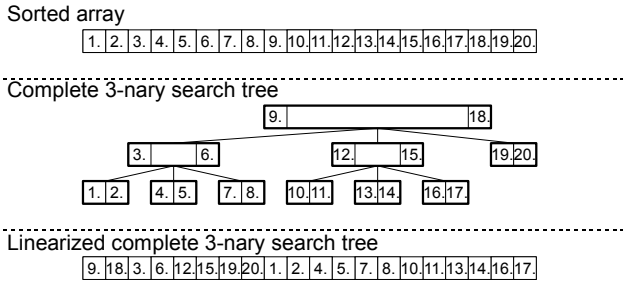 Sorted array
1. 2. 3. 4. 5. 6. 7. 8. 9. 10. 11. 12. 13. 14. 15. 16. 17. 18. 19. 20.
Complete 3-nary search tree
9. 18.
3. 6. 12. 15. 19. 20.
1. 2. 4. 5. 7. 8. 10. 11. 13. 14. 16. 17.
Linearized complete 3-nary search tree
9. 18. 3. 6. 12. 15. 19. 20. 1. 2. 4. 5. 7. 8. 10. 11. 13. 14. 16. 17.